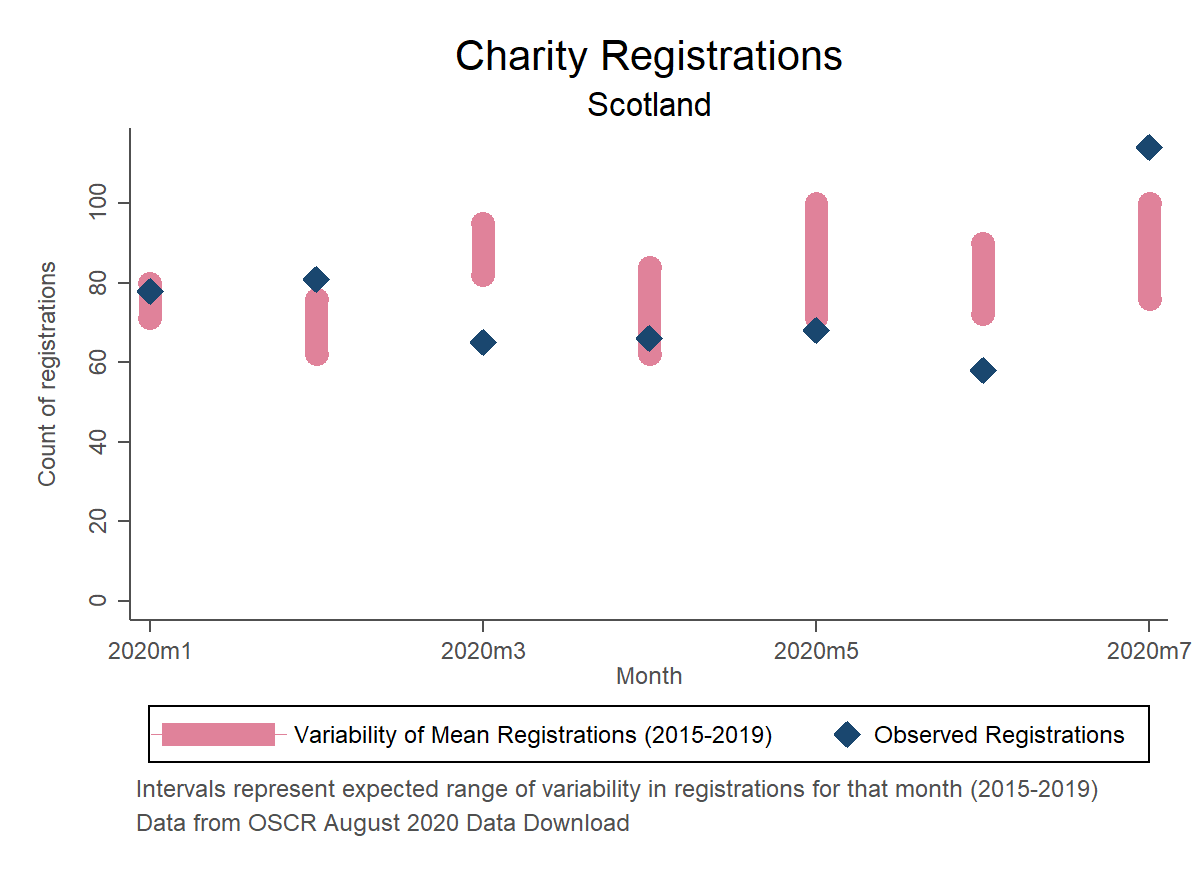 Charity Registrations
Scotland
Count of registrations
100
80
60
40
20
0
2020m1 2020m3 2020m5 2020m7
Month
Variability of Mean Registrations (2015-2019) Observed Registrations
Intervals represent expected range of variability in registrations for that month (2015-2019)
Data from OSCR August 2020 Data Download